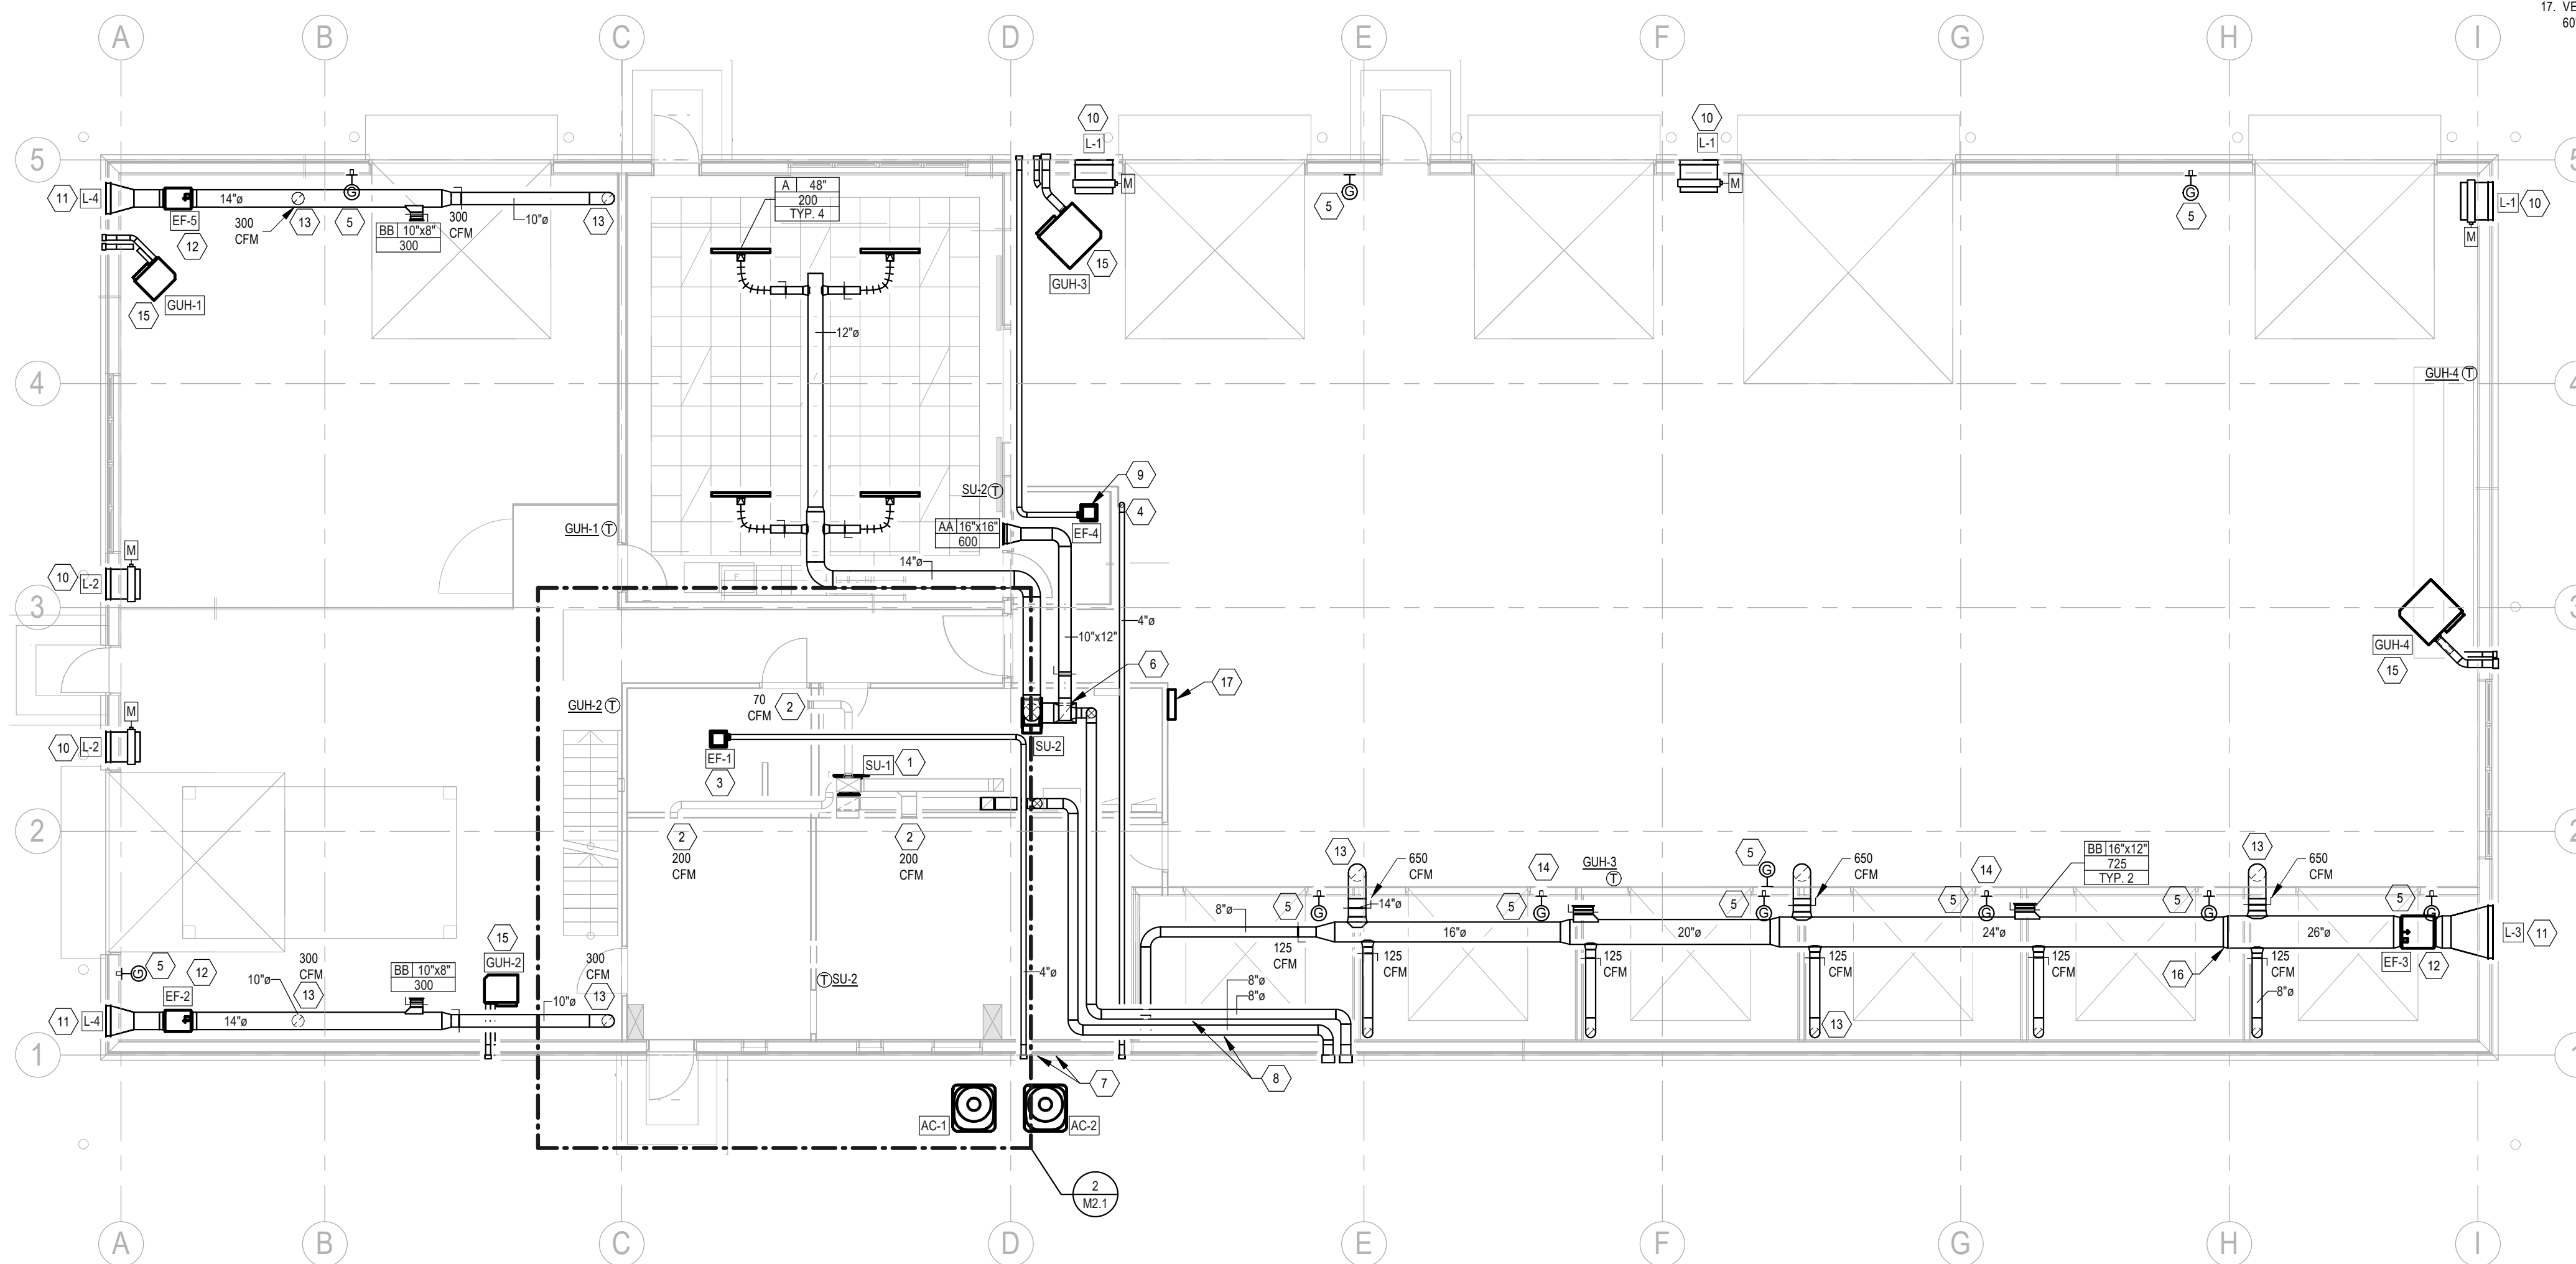 17. VE
60
A B C D E F G H I
10 10
L-1 L-1
5 5
M M
A 48"
200
TYP. 4
11 L-4 14"ø 300 CFM 10"ø 13
EF-5 300 CFM 13 5
12 BB 10"x8"
300
5 5 L-1 10
M
GUH-1
15
GUH-3 15
12"ø
4 4
GUH-4 T
9
SU-2 T
4
GUH-1 T
AA 16"x16"
600
EF-4
F
14"ø
M
10 L-2
3 3
4"ø
10"x12"
GUH-4
15
6
17
70
CFM
2
GUH-2 T
M
10 L-2
SU-2
EF-1
3
SU-1 1
2 2
2 2
200
CFM
200
CFM
13 650
CFM
14 GUH-3
T
5 650
CFM
14 BB 16"x12"
725
TYP. 2
13 650
CFM
8"ø 5 14"ø 5 5 5 5 5
125
CFM
16"ø 20"ø 24"ø 26"ø L-3 11
EF-3 12
125
CFM
125
CFM
125
CFM
125
CFM
125
CFM
16
8"ø
13
15
GUH-2
5 12
300
CFM
BB 10"x8"
300
300
CFM
EF-2 10"ø 13
13
11 L-4 14"ø 10"ø
T SU-2
4"ø
8"ø
8"ø
1 1
7 8
AC-1 AC-2
2
M2.1
A B C D E F G H I